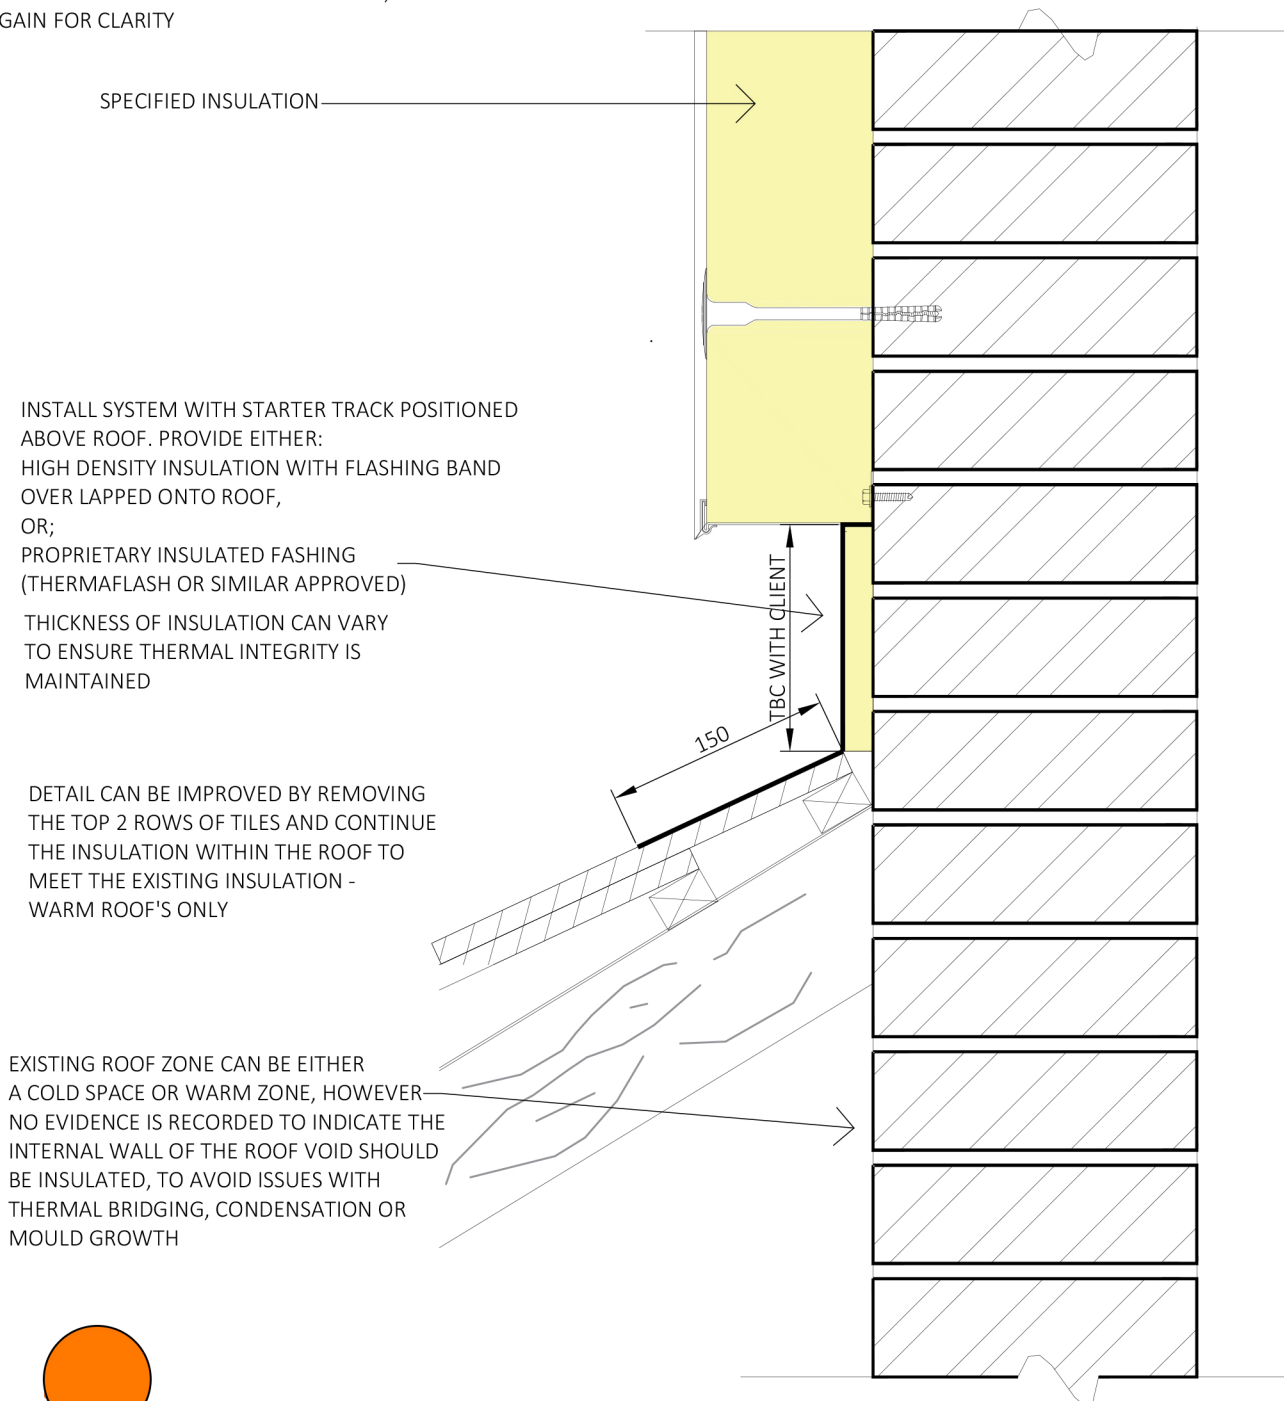 GAIN FOR CLARITY
SPECIFIED INSULATION
INSTALL SYSTEM WITH STARTER TRACK POSITIONED
ABOVE ROOF. PROVIDE EITHER:
HIGH DENSITY INSULATION WITH FLASHING BAND
OVER LAPPED ONTO ROOF,
OR;
PROPRIETARY INSULATED FASHING
(THERMAFLASH OR SIMILAR APPROVED)
THICKNESS OF INSULATION CAN VARY
TO ENSURE THERMAL INTEGRITY IS
MAINTAINED
TBC WITH CLIENT
150
DETAIL CAN BE IMPROVED BY REMOVING
THE TOP 2 ROWS OF TILES AND CONTINUE
THE INSULATION WITHIN THE ROOF TO
MEET THE EXISTING INSULATION -
WARM ROOF'S ONLY
EXISTING ROOF ZONE CAN BE EITHER
A COLD SPACE OR WARM ZONE, HOWEVER
NO EVIDENCE IS RECORDED TO INDICATE THE
INTERNAL WALL OF THE ROOF VOID SHOULD
BE INSULATED, TO AVOID ISSUES WITH
THERMAL BRIDGING, CONDENSATION OR
MOULD GROWTH